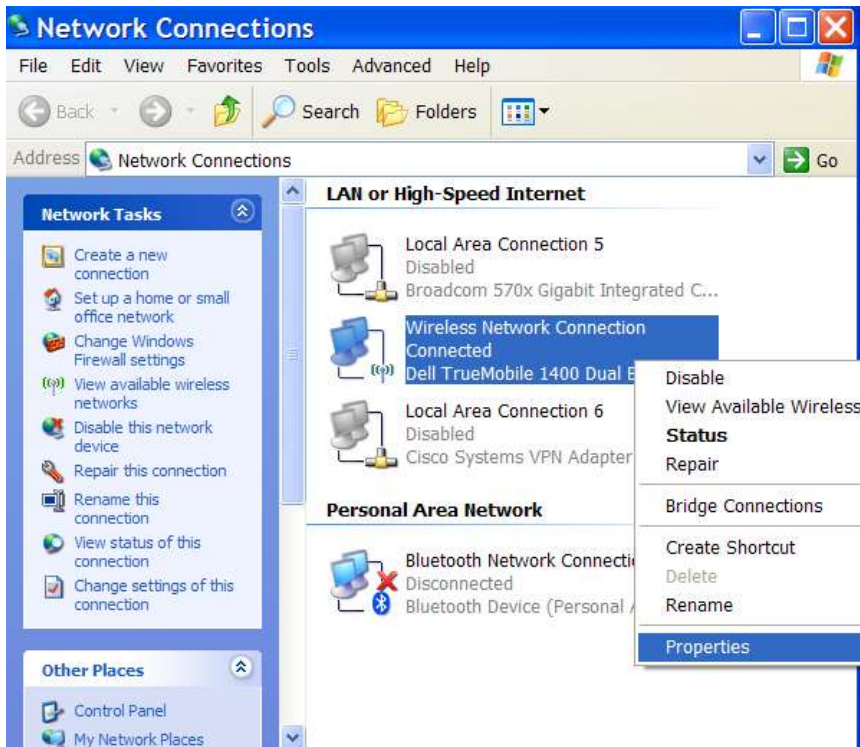 Network Connections
File Edit View Favorites Tools Advanced Help
Back Search Folders
Address Network Connections Go
Network Tasks
Create a new
connection
Set up a home or small
office network
Change Windows
Firewall settings
View available wireless
networks
Disable this network
device
Repair this connection
Rename this
connection
View status of this
connection
Change settings of this
connection
Other Places
Control Panel
My Network Places
LAN or High-Speed Internet
Local Area Connection 5
Disabled
Broadcom 570x Gigabit Integrated C...
Wireless Network Connection
Connected
Dell TrueMobile 1400 Dual
Local Area Connection 6
Disabled
Cisco Systems VPN Adapter
Personal Area Network
Bluetooth Network Connecti
Disconnected
Bluetooth Device (Personal
Disable
View Available Wireless
Status
Repair
Bridge Connections
Create Shortcut
Delete
Rename
Properties